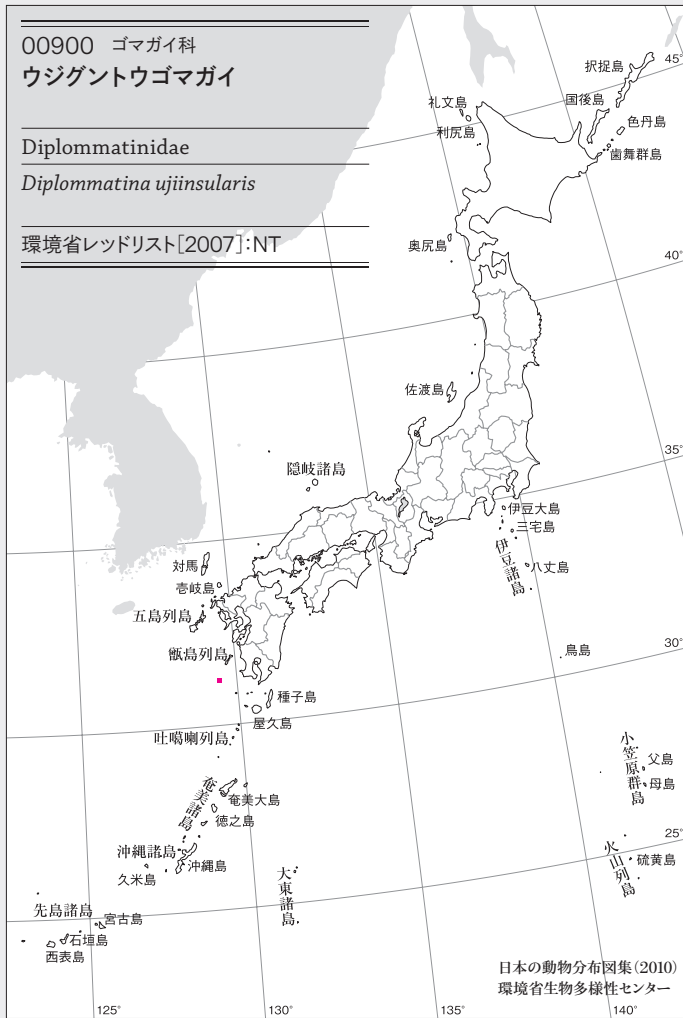 00900 ゴマガイ科
ウジグントウゴマガイ
Diplommatinidae
Diplommatina ujiinsularis
環境省レッドリスト[2007]:NT
択捉島
45°
礼文島
国後島
利尻島
色丹島
歯舞群島
奥尻島
40°
佐渡島
35°
隠岐諸島
伊豆大島
三宅島
伊豆諸島
八丈島
対馬
壱岐島
五島列島
甑島列島
鳥島
30°
種子島
屋久島
吐噶喇列島
小笠原群島
父島
母島
奄美諸島
奄美大島
徳之島
25°
沖縄諸島
沖縄島
久米島
火山列島
硫黄島
大東諸島
先島諸島
宮古島
石垣島
西表島
日本の動物分布図集(2010)
環境省生物多様性センター
125°
130°
135°
140°